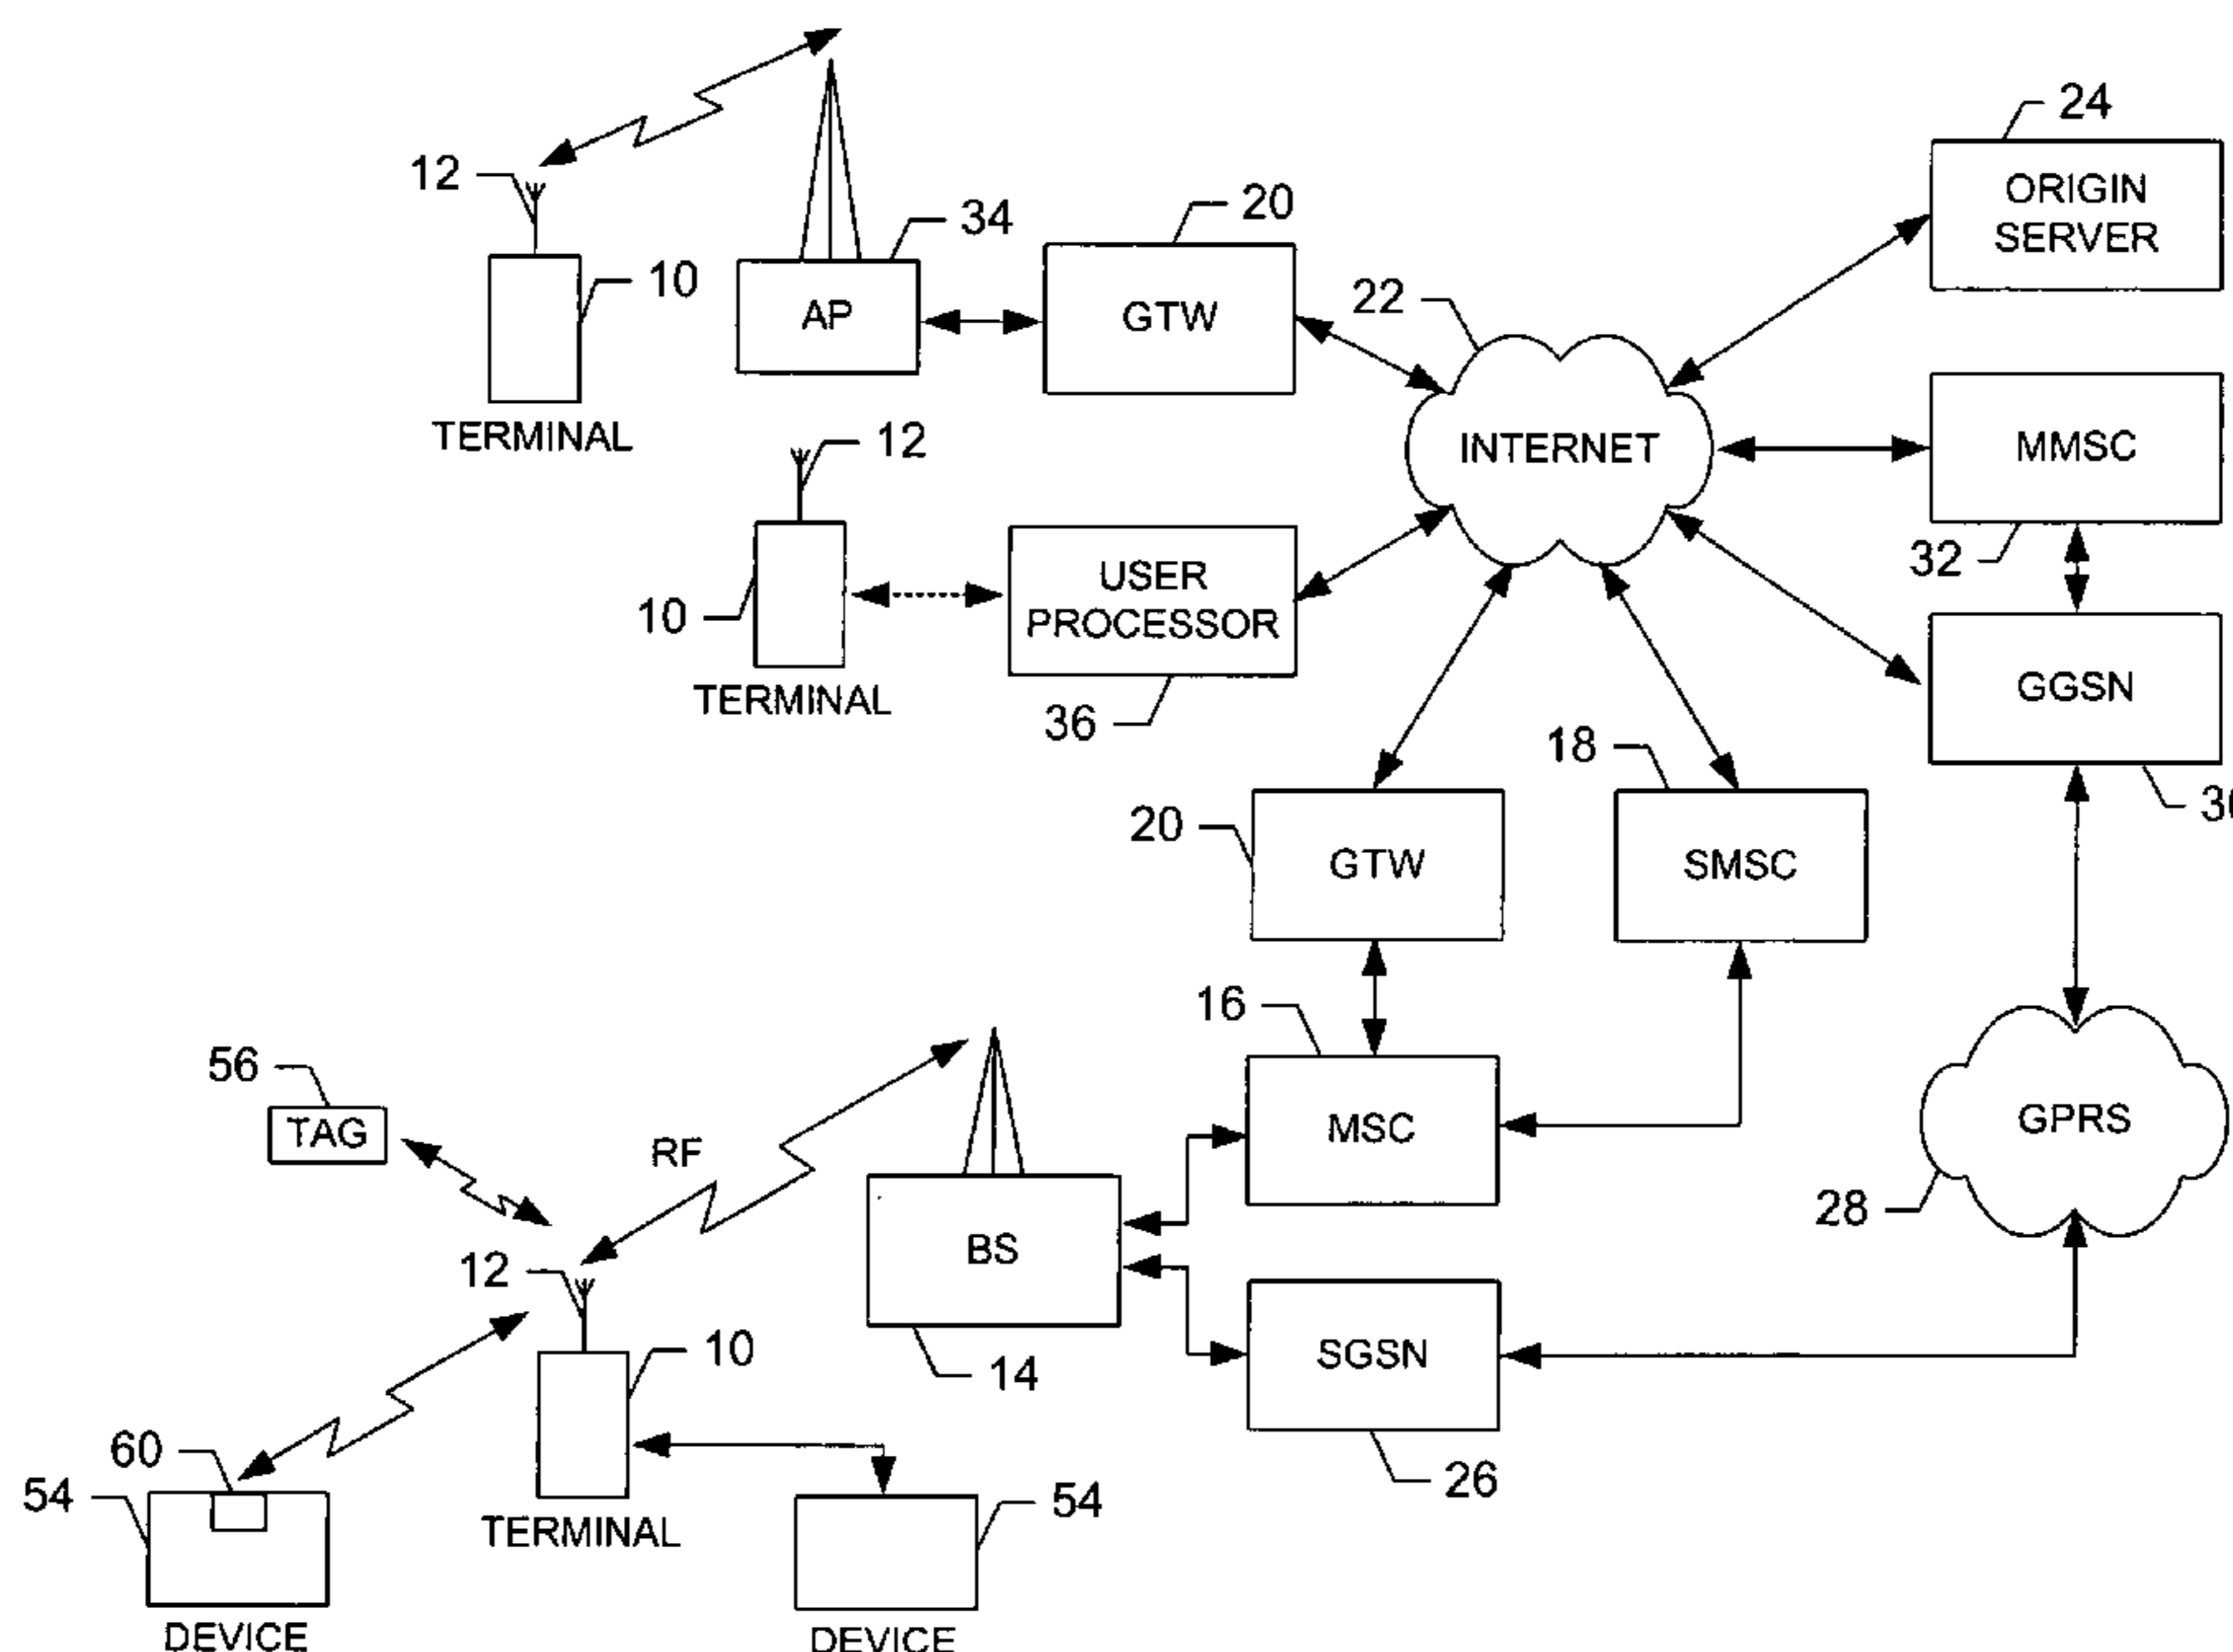 24
ORIGIN
SERVER
12
34
20
10
AP
GTW
22
TERMINAL
INTERNET
MMSC
12
32
10
USER
PROCESSOR
TERMINAL
36
GGSN
18
20
GTW
SMSC
16
56
TAG
RF
MSC
GPRS
28
12
BS
10
14
SGSN
60
54
26
54
TERMINAL
DEVICE
DEVICE